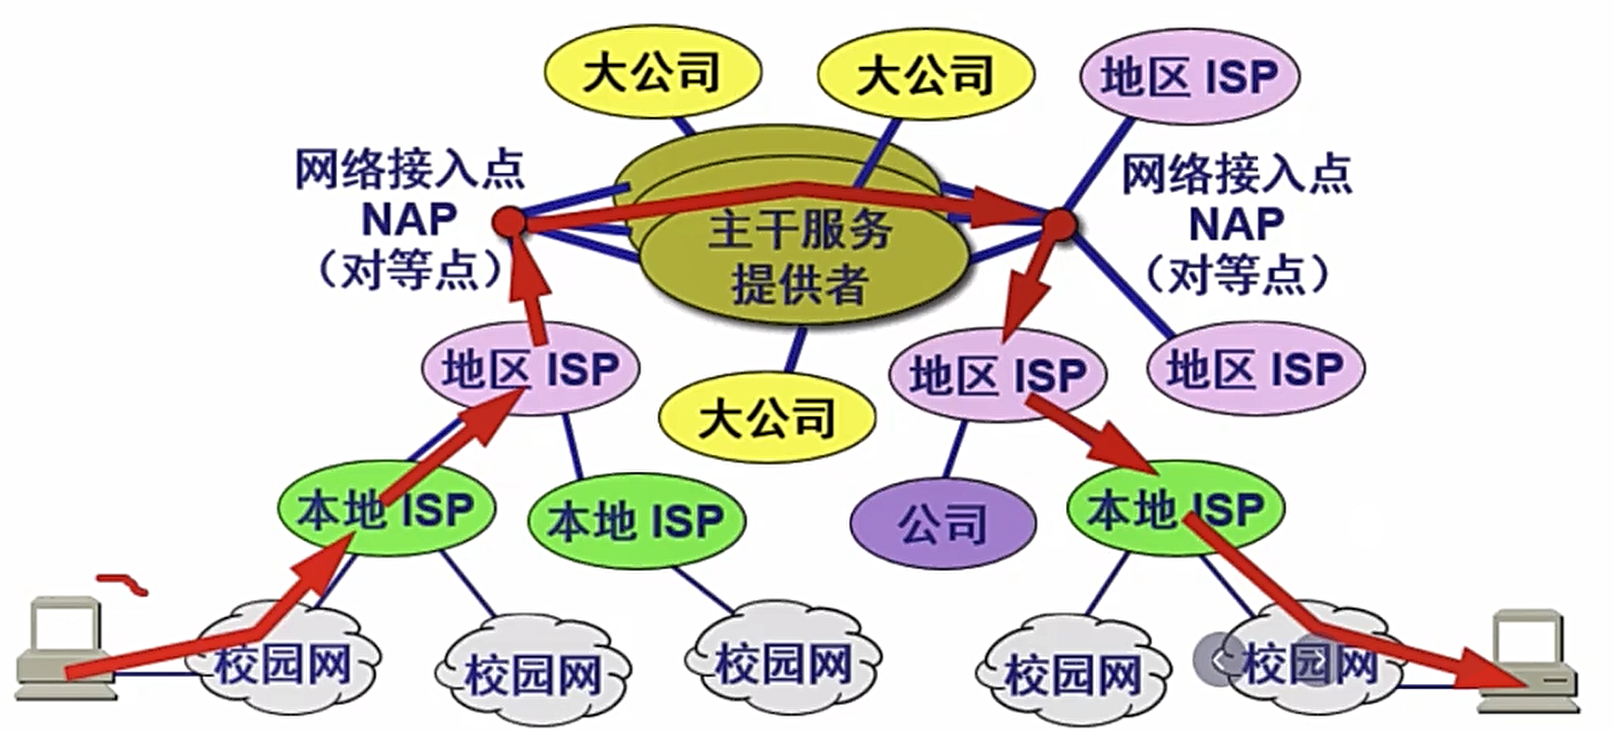 大公司
大公司
地区 ISP
网络接入点
NAP
（对等点）
网络接入点
NAP
（对等点）
主干服务
提供者
地区 ISP
地区 ISP
地区 ISP
大公司
本地 ISP
本地 ISP
公司
本地 ISP
校园网
校园网
校园网
校园网
校园网